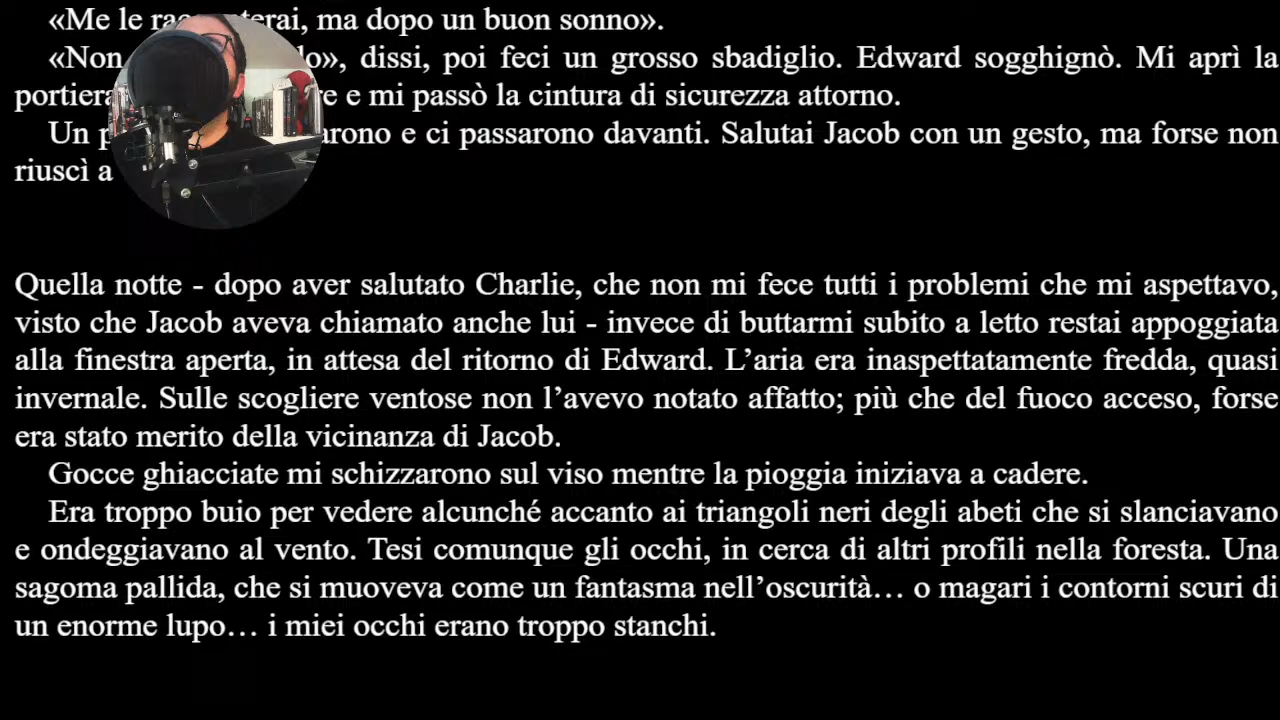 «Me le racconterai, ma dopo un buon sonno».
«Non dissi, poi feci un grosso sbadiglio. Edward sogghignò. Mi aprì la
portiera e mi passò la cintura di sicurezza attorno.
Un e ci passarono davanti. Salutai Jacob con un gesto, ma forse non
riuscì a
Quella notte - dopo aver salutato Charlie, che non mi fece tutti i problemi che mi aspettavo,
visto che Jacob aveva chiamato anche lui - invece di buttarmi subito a letto restai appoggiata
alla finestra aperta, in attesa del ritorno di Edward. L’aria era inaspettatamente fredda, quasi
invernale. Sulle scogliere ventose non l’avevo notato affatto; più che del fuoco acceso, forse
era stato merito della vicinanza di Jacob.
Gocce ghiacciate mi schizzarono sul viso mentre la pioggia iniziava a cadere.
Era troppo buio per vedere alcunché accanto ai triangoli neri degli abeti che si slanciavano
e ondeggiavano al vento. Tesi comunque gli occhi, in cerca di altri profili nella foresta. Una
sagoma pallida, che si muoveva come un fantasma nell’oscurità… o magari i contorni scuri di
un enorme lupo… i miei occhi erano troppo stanchi.